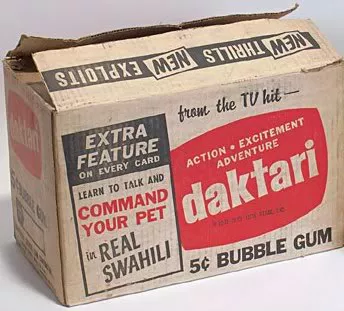 NEW THRILLS NEW EXPLOITS
from the TV hit—
EXTRA
FEATURE
ON EVERY CARD
LEARN TO TALK AND
COMMAND
YOUR PET
in REAL
SWAHILI
ACTION • EXCITEMENT
ADVENTURE
daktari
5¢ BUBBLE GUM